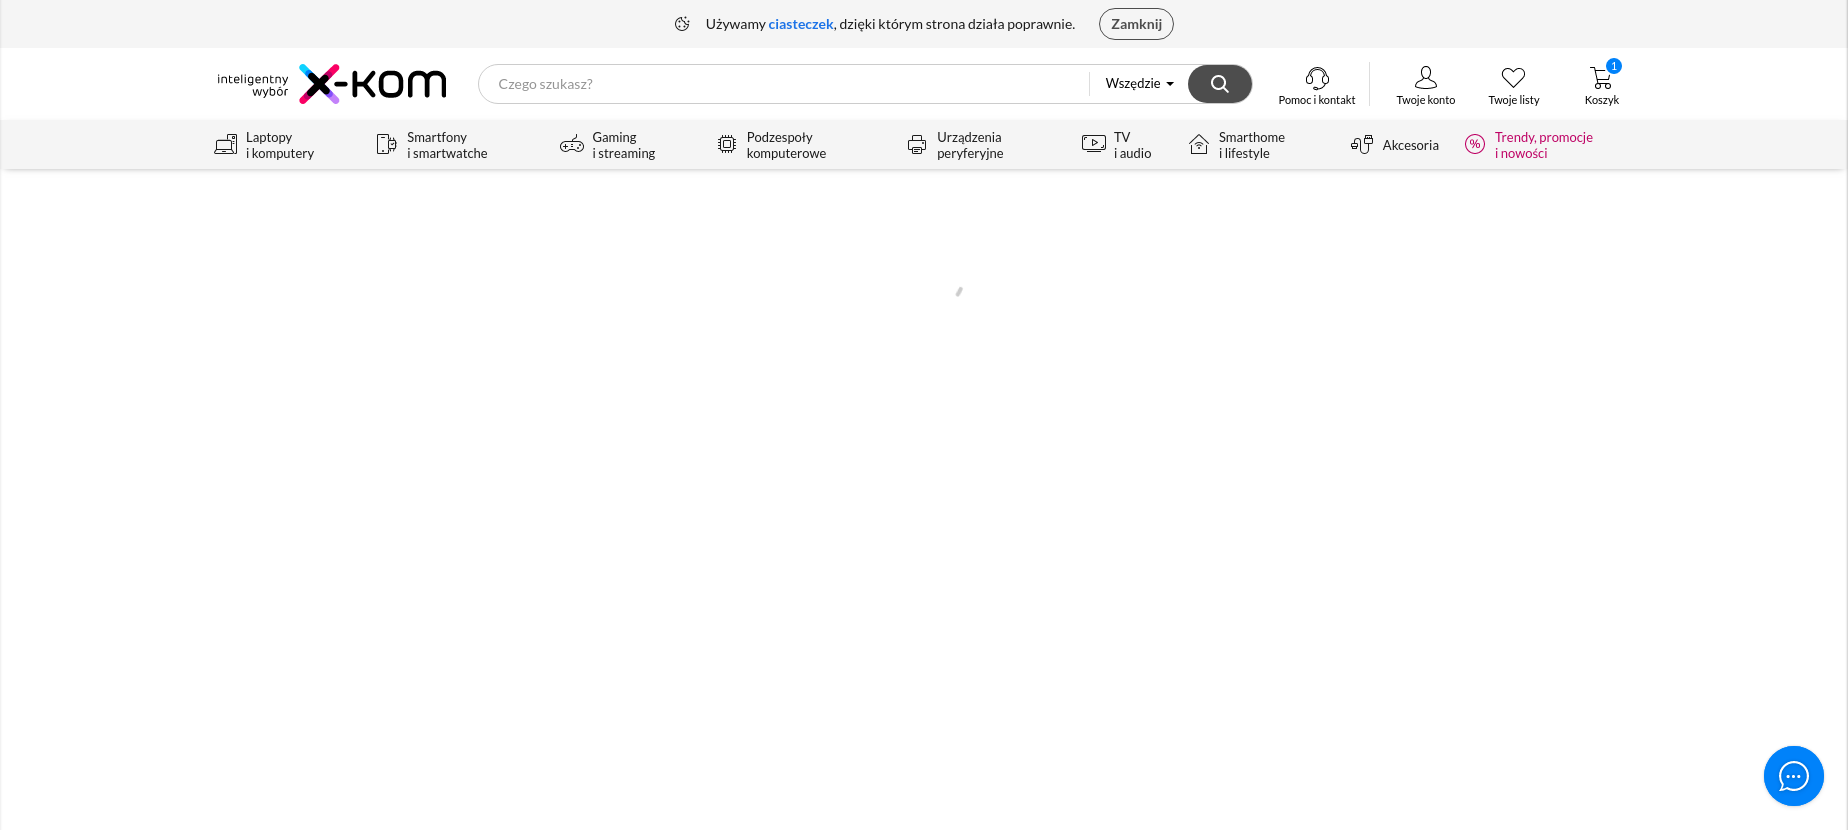 Używamy ciasteczek, dzięki którym strona działa poprawnie.
Zamknij
inteligentny
wybór
x-kom
Czego szukasz?
Wszędzie
Pomoc i kontakt
Twoje konto
Twoje listy
1
Koszyk
Laptopy
i komputery
Smartfony
i smartwatche
Gaming
i streaming
Podzespoły
komputerowe
Urządzenia
peryferyjne
TV
i audio
Smarthome
i lifestyle
Akcesoria
%
Trendy, promocje
i nowości